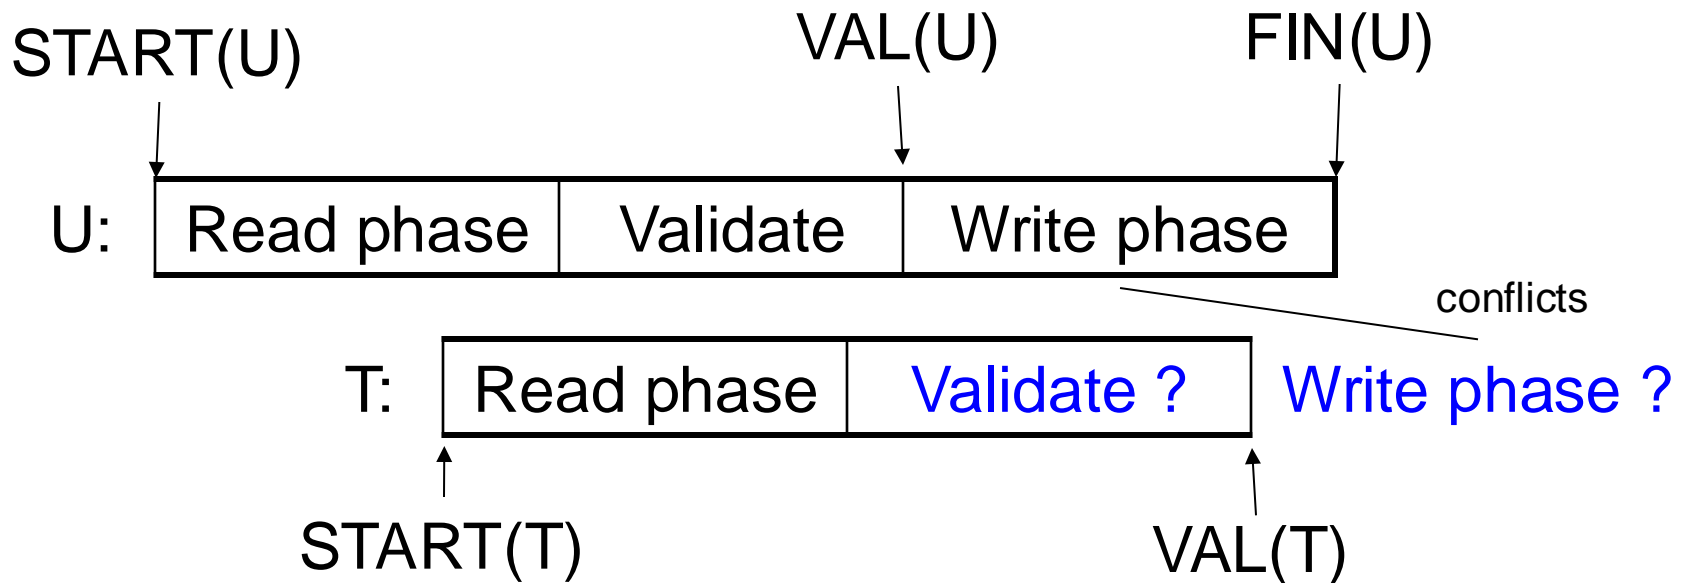 START(U) VAL(U) FIN(U)
U: Read phase Validate Write phase
conflicts
T: Read phase Validate ? Write phase ?
START(T) VAL(T)